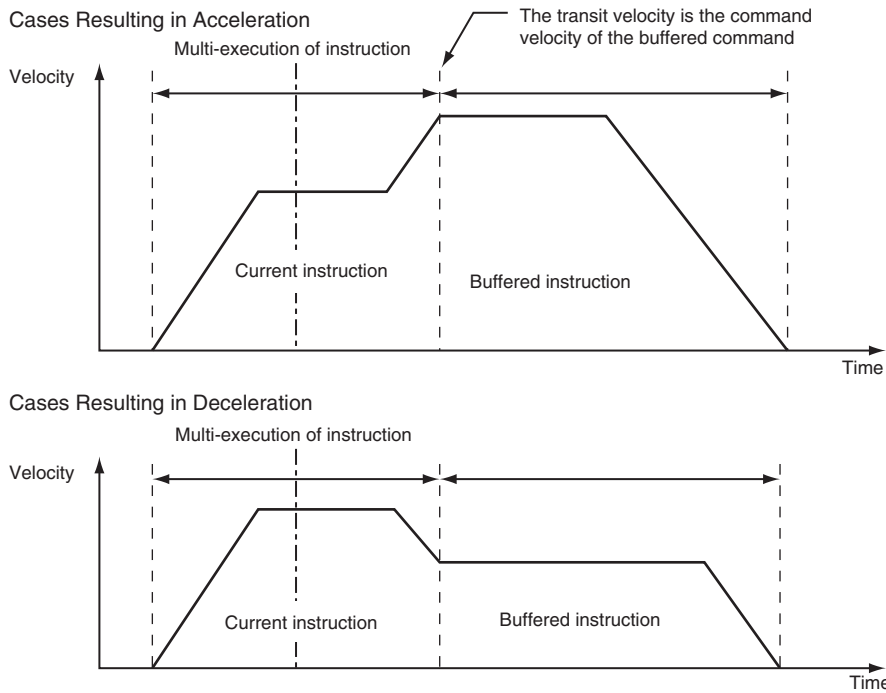 Cases Resulting in Acceleration
The transit velocity is the command
velocity of the buffered command
Multi-execution of instruction
Velocity
Current instruction
Buffered instruction
Time
Cases Resulting in Deceleration
Multi-execution of instruction
Velocity
Current instruction
Buffered instruction
Time